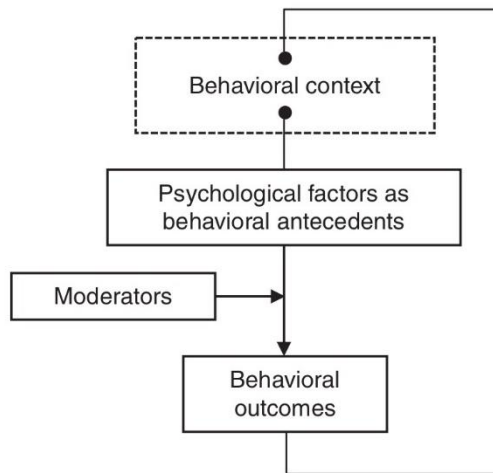 Behavioral context
Psychological factors as
behavioral antecedents
Moderators
Behavioral
outcomes